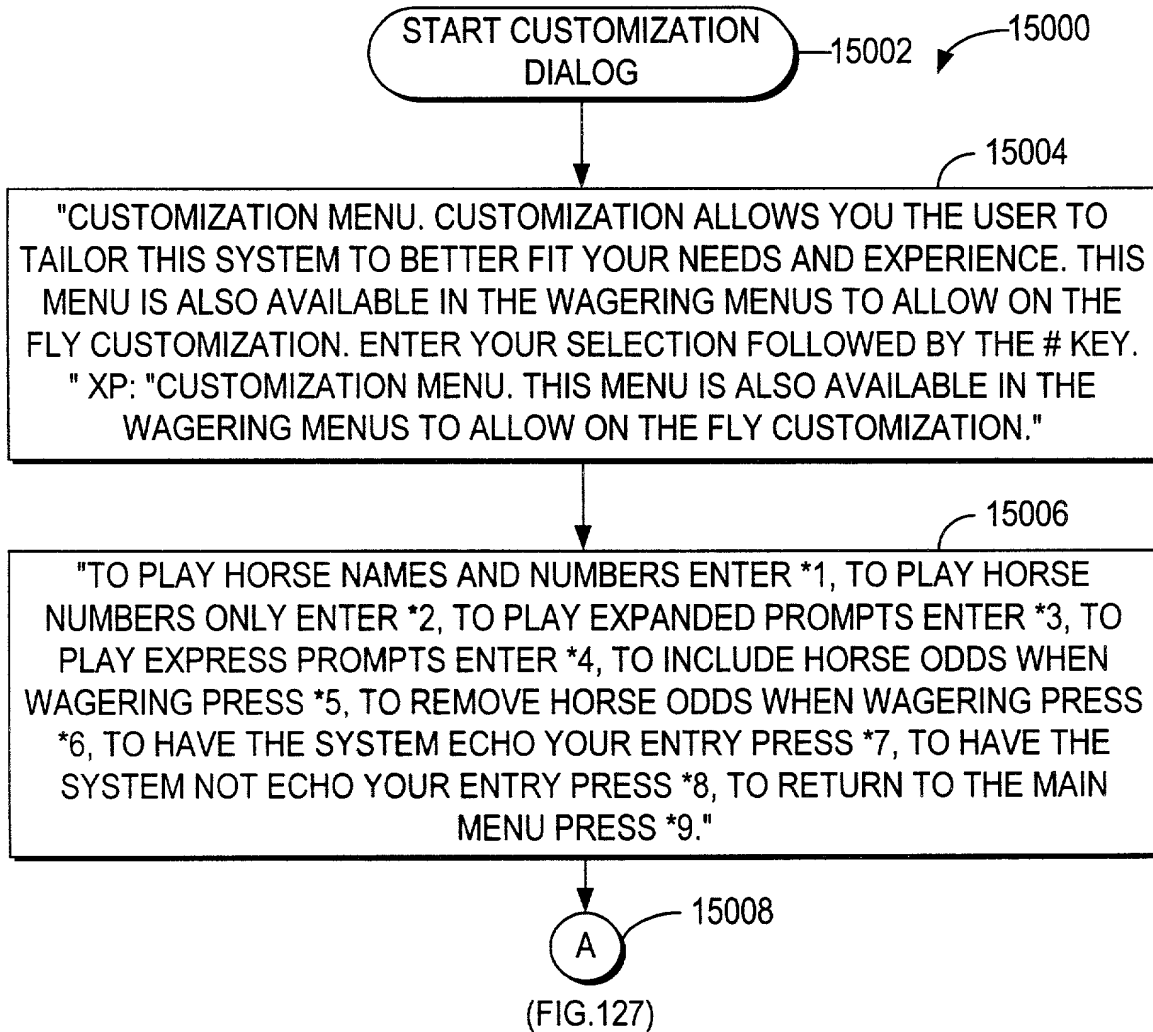 START CUSTOMIZATION
DIALOG
15002
15000
15004
"CUSTOMIZATION MENU. CUSTOMIZATION ALLOWS YOU THE USER TO
TAILOR THIS SYSTEM TO BETTER FIT YOUR NEEDS AND EXPERIENCE. THIS
MENU IS ALSO AVAILABLE IN THE WAGERING MENUS TO ALLOW ON THE
FLY CUSTOMIZATION. ENTER YOUR SELECTION FOLLOWED BY THE # KEY.
" XP: "CUSTOMIZATION MENU. THIS MENU IS ALSO AVAILABLE IN THE
WAGERING MENUS TO ALLOW ON THE FLY CUSTOMIZATION."
15006
"TO PLAY HORSE NAMES AND NUMBERS ENTER *1, TO PLAY HORSE
NUMBERS ONLY ENTER *2, TO PLAY EXPANDED PROMPTS ENTER *3, TO
PLAY EXPRESS PROMPTS ENTER *4, TO INCLUDE HORSE ODDS WHEN
WAGERING PRESS *5, TO REMOVE HORSE ODDS WHEN WAGERING PRESS
*6, TO HAVE THE SYSTEM ECHO YOUR ENTRY PRESS *7, TO HAVE THE
SYSTEM NOT ECHO YOUR ENTRY PRESS *8, TO RETURN TO THE MAIN
MENU PRESS *9."
15008
A
(FIG.127)